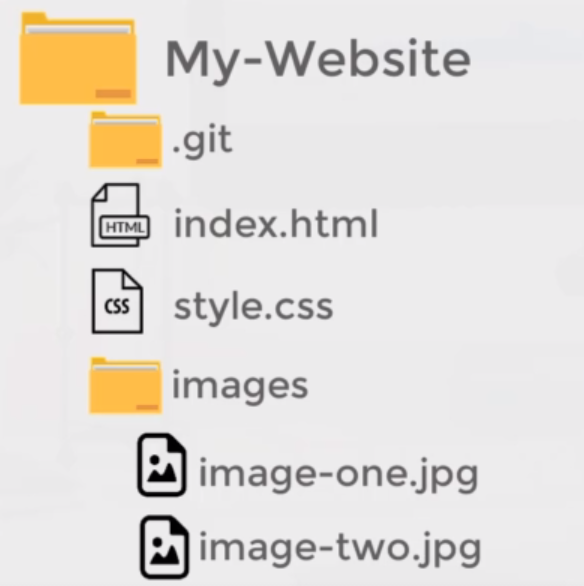 My-Website
.git
HTML
index.html
CSS
style.css
images
image-one.jpg
image-two.jpg